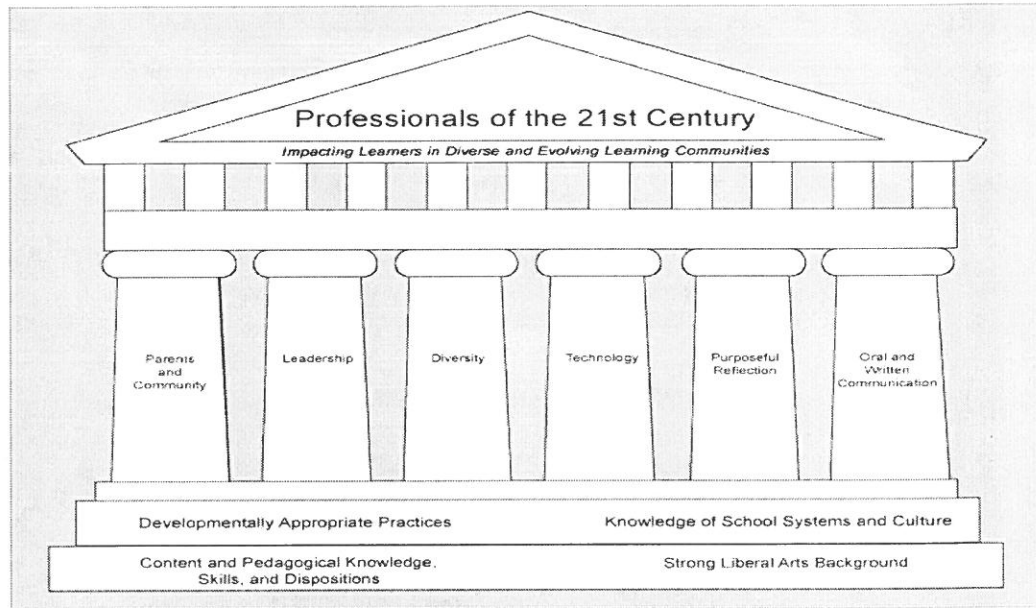 Professionals of the 21st Century
Impacting Learners in Diverse and Evolving Learning Communities
Parents
and
Community
Leadership
Diversity
Technology
Purposeful
Reflection
Oral and
Written
Communication
Developmentally Appropriate Practices
Knowledge of School Systems and Culture
Content and Pedagogical Knowledge,
Skills, and Dispositions
Strong Liberal Arts Background